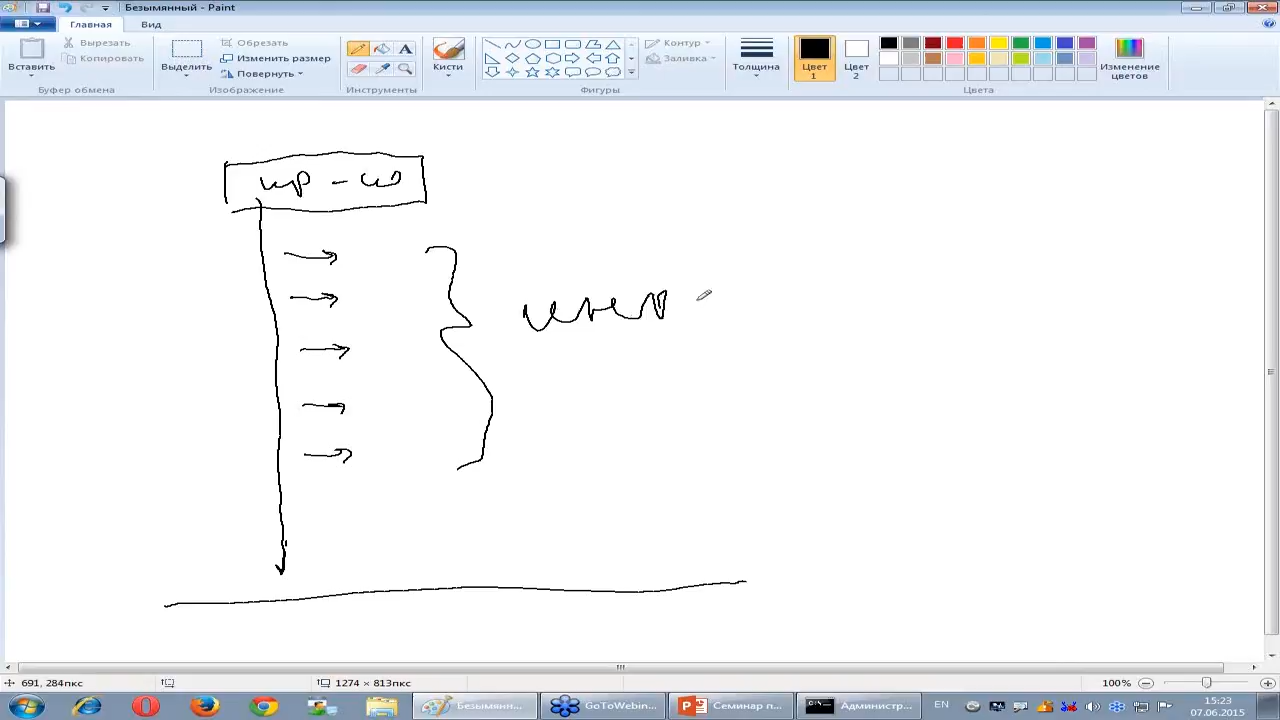 Безымянный - Paint
Главная
Вид
Вставить
Вырезать
Копировать
Буфер обмена
Выделить
Обрезать
Изменить размер
Повернуть
Изображение
Инструменты
Кисти
Фигуры
Контур
Заливка
Толщина
Цвет 1
Цвет 2
Изменение цветов
Цвета
пр-ю
691, 284пкс
1274 × 813пкс
100%
Безымянн...
GoToWebin...
Семинар п...
Администр...
EN
15:23
07.06.2015